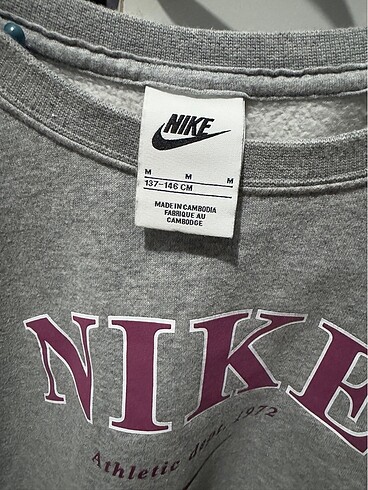 NIKE
M M M
137-146 CM
MADE IN CAMBODIA
FABRIQUE AU
CAMBODGE
NIKE
Athletic dept. 1972